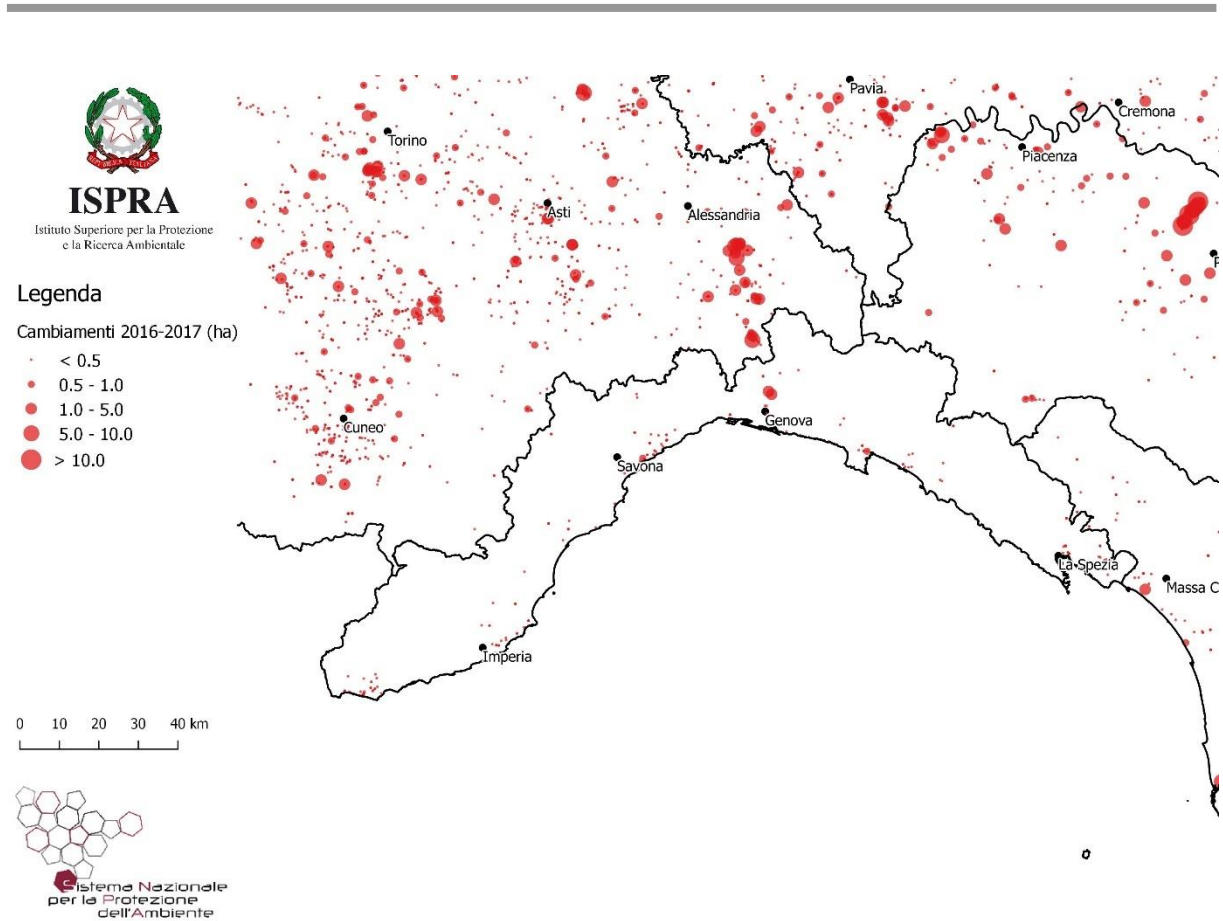 REPVBBLICA ITALIANA
ISPRA
Istituto Superiore per la Protezione
e la Ricerca Ambientale
Legenda
Cambiamenti 2016-2017 (ha)
< 0.5
0.5 - 1.0
1.0 - 5.0
5.0 - 10.0
> 10.0
0 10 20 30 40 km
Sistema Nazionale
per la Protezione
dell'Ambiente
Pavia
Cremona
Torino
Piacenza
Asti
Alessandria
P
Cuneo
Genova
Savona
La Spezia
Massa C
Imperia